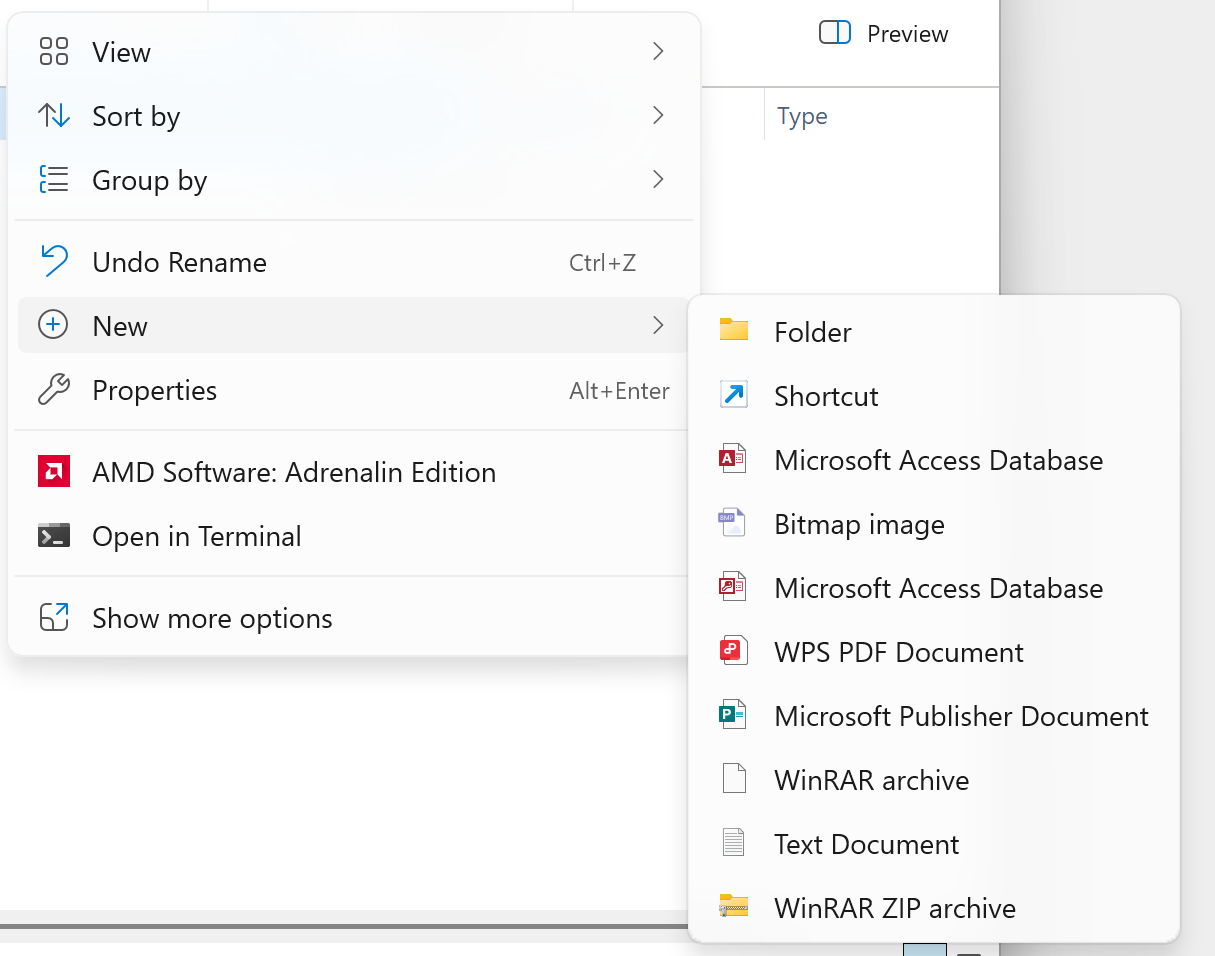 Preview
View
Type
Sort by
Group by
Undo Rename Ctrl+Z
New
Properties Alt+Enter
AMD Software: Adrenalin Edition
Open in Terminal
Show more options
Folder
Shortcut
Microsoft Access Database
Bitmap image
Microsoft Access Database
WPS PDF Document
Microsoft Publisher Document
WinRAR archive
Text Document
WinRAR ZIP archive